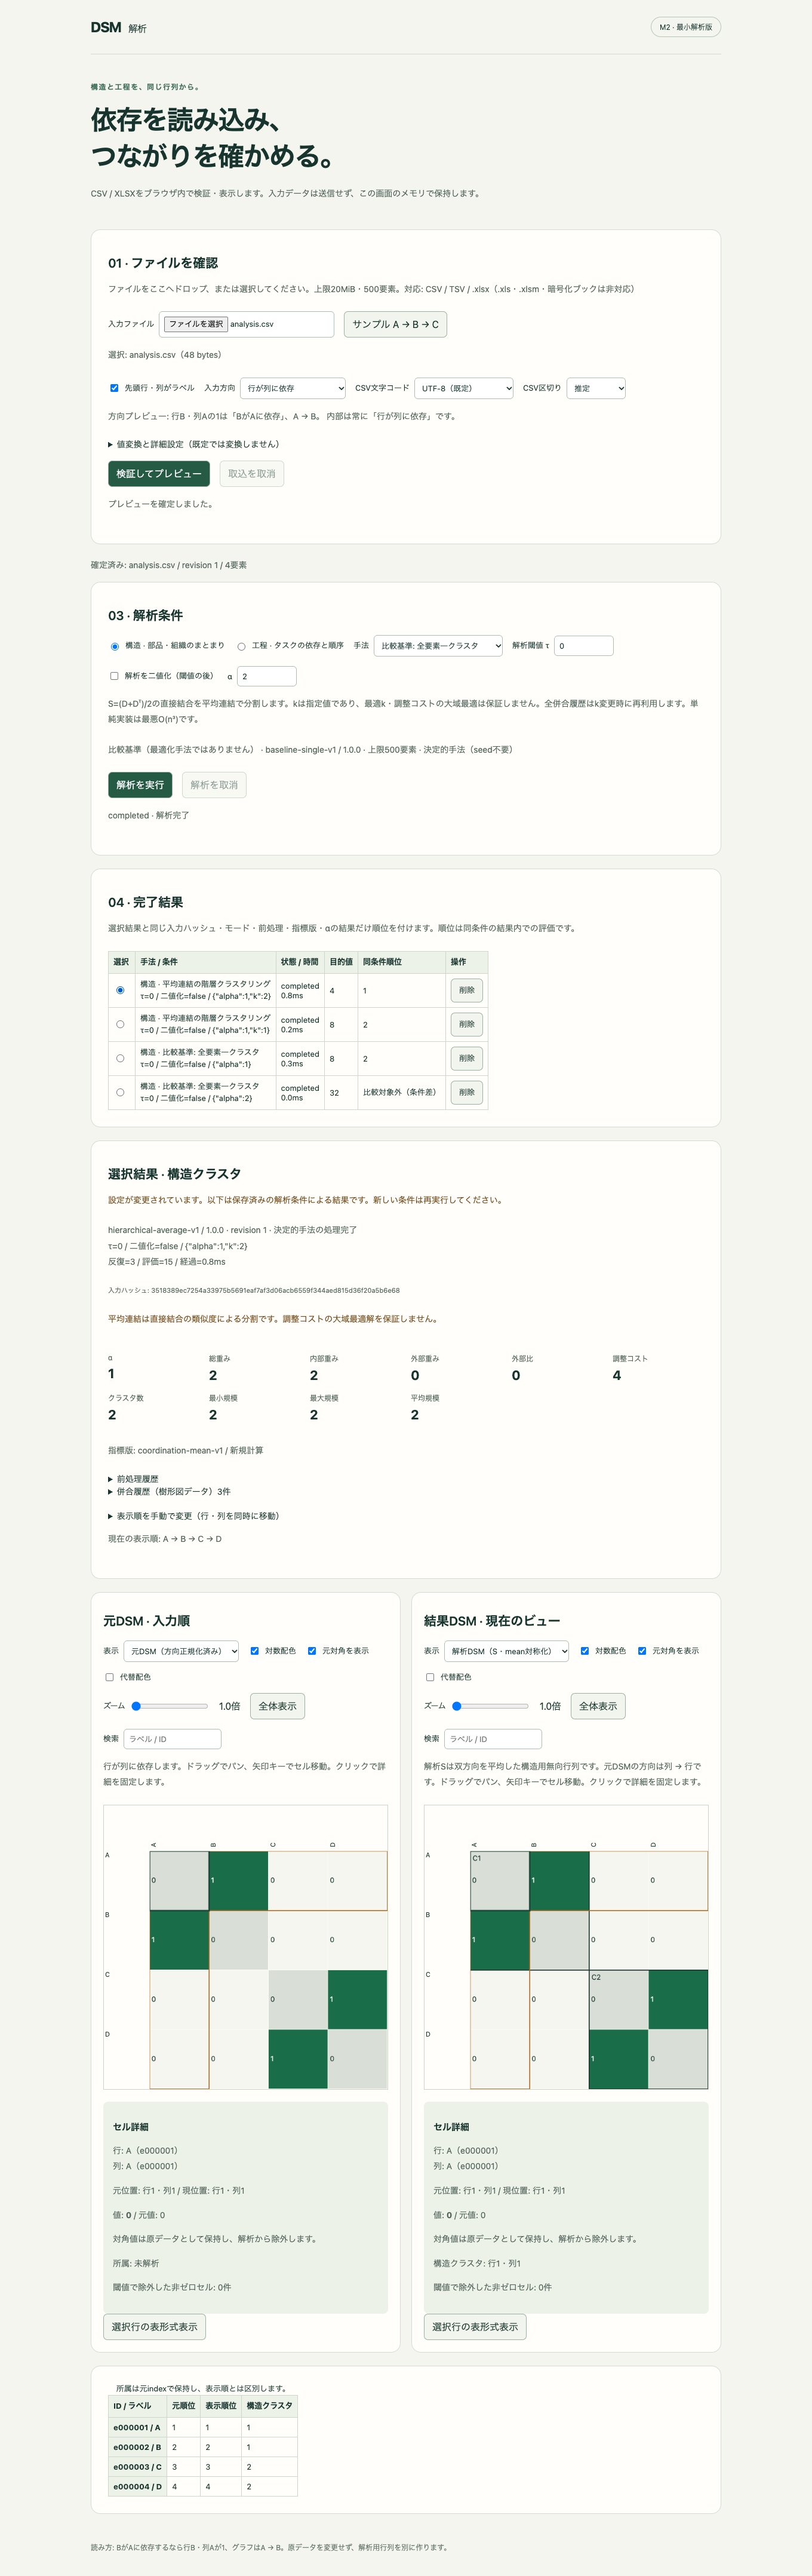 DSM 解析
M2・最小解析版
構造と工程を、同じ行列から。
依存を読み込み、
つながりを確かめる。
CSV / XLSXをブラウザ内で検証・表示します。入力データは送信せず、この画面のメモリで保持します。
01 · ファイルを確認
ファイルをここへドロップ、または選択してください。上限20MiB・500要素。対応: CSV / TSV / .xlsx（.xls・.xlsm・暗号化ブックは非対応）
入力ファイル ファイルを選択 analysis.csv サンプル A → B → C
選択: analysis.csv（48 bytes）
先頭行・列がラベル 入力方向 行が列に依存 CSV文字コード UTF-8（既定） CSV区切り 推定
方向プレビュー: 行B・列Aの1は「BがAに依存」、A → B。 内部は常に「行が列に依存」です。
▶ 値変換と詳細設定（既定では変換しません）
検証してプレビュー 取込を取消
プレビューを確定しました。
確定済み: analysis.csv / revision 1 / 4要素
03 · 解析条件
構造 · 部品・組織のまとまり 工程 · タスクの依存と順序 手法 比較基準: 全要素一クラスタ 解析閾値 τ 0
解析を二値化（閾値の後） α 2
S=(D+Dᵀ)/2の直接結合を平均連結で分割します。kは指定値であり、最適k・調整コストの大域最適は保証しません。全併合履歴はk変更時に再利用します。単
純実装は最悪O(n³)です。
比較基準（最適化手法ではありません） · baseline-single-v1 / 1.0.0 · 上限500要素 · 決定的手法（seed不要）
解析を実行 解析を取消
completed · 解析完了
04 · 完了結果
選択結果と同じ入力ハッシュ・モード・前処理・指標版・αの結果だけ順位を付けます。順位は同条件の結果内での評価です。
選択 手法 / 条件 状態 / 時間 目的値 同条件順位 操作
構造 · 平均連結の階層クラスタリング
τ=0 / 二値化=false / {"alpha":1,"k":2}
completed
0.8ms
4 1 削除
構造 · 平均連結の階層クラスタリング
τ=0 / 二値化=false / {"alpha":1,"k":1}
completed
0.2ms
8 2 削除
構造 · 比較基準: 全要素一クラスタ
τ=0 / 二値化=false / {"alpha":1}
completed
0.3ms
8 2 削除
構造 · 比較基準: 全要素一クラスタ
τ=0 / 二値化=false / {"alpha":2}
completed
0.0ms
32 比較対象外（条件差） 削除
選択結果 · 構造クラスタ
設定が変更されています。以下は保存済みの解析条件による結果です。新しい条件は再実行してください。
hierarchical-average-v1 / 1.0.0 · revision 1 · 決定的手法の処理完了
τ=0 / 二値化=false / {"alpha":1,"k":2}
反復=3 / 評価=15 / 経過=0.8ms
入力ハッシュ: 3518389ec7254a33975b5691eaf7af3d06acb6559f344aed815d36f20a5b6e68
平均連結は直接結合の類似度による分割です。調整コストの大域最適解を保証しません。
α 総重み 内部重み 外部重み 外部比 調整コスト
1 2 2 0 0 4
クラスタ数 最小規模 最大規模 平均規模
2 2 2 2
指標版: coordination-mean-v1 / 新規計算
▶ 前処理履歴
▶ 併合履歴（樹形図データ）3件
▶ 表示順を手動で変更（行・列を同時に移動）
現在の表示順: A → B → C → D
元DSM · 入力順
表示 元DSM（方向正規化済み） 対数配色 元対角を表示
代替配色
ズーム 1.0倍 全体表示
検索 ラベル / ID
行が列に依存します。ドラッグでパン、矢印キーでセル移動。クリックで詳
細を固定します。
A B C D
A 0 1 0 0
B 1 0 0 0
C 0 0 0 1
D 0 0 1 0
セル詳細
行: A（e000001）
列: A（e000001）
元位置: 行1・列1 / 現位置: 行1・列1
値: 0 / 元値: 0
対角値は原データとして保持し、解析から除外します。
所属: 未解析
閾値で除外した非ゼロセル: 0件
選択行の表形式表示
結果DSM · 現在のビュー
表示 解析DSM（S・mean対称化） 対数配色 元対角を表示
代替配色
ズーム 1.0倍 全体表示
検索 ラベル / ID
解析Sは双方向を平均した構造用無向行列です。元DSMの方向は列 → 行で
す。ドラッグでパン、矢印キーでセル移動。クリックで詳細を固定します。
A B C D
C1
A 0 1 0 0
B 1 0 0 0
C2
C 0 0 0 1
D 0 0 1 0
セル詳細
行: A（e000001）
列: A（e000001）
元位置: 行1・列1 / 現位置: 行1・列1
値: 0 / 元値: 0
対角値は原データとして保持し、解析から除外します。
構造クラスタ: 行1・列1
閾値で除外した非ゼロセル: 0件
選択行の表形式表示
所属は元indexで保持し、表示順とは区別します。
ID / ラベル 元順位 表示順位 構造クラスタ
e000001 / A 1 1 1
e000002 / B 2 2 1
e000003 / C 3 3 2
e000004 / D 4 4 2
読み方: BがAに依存するなら行B・列Aが1、グラフはA → B。原データを変更せず、解析用行列を別に作ります。